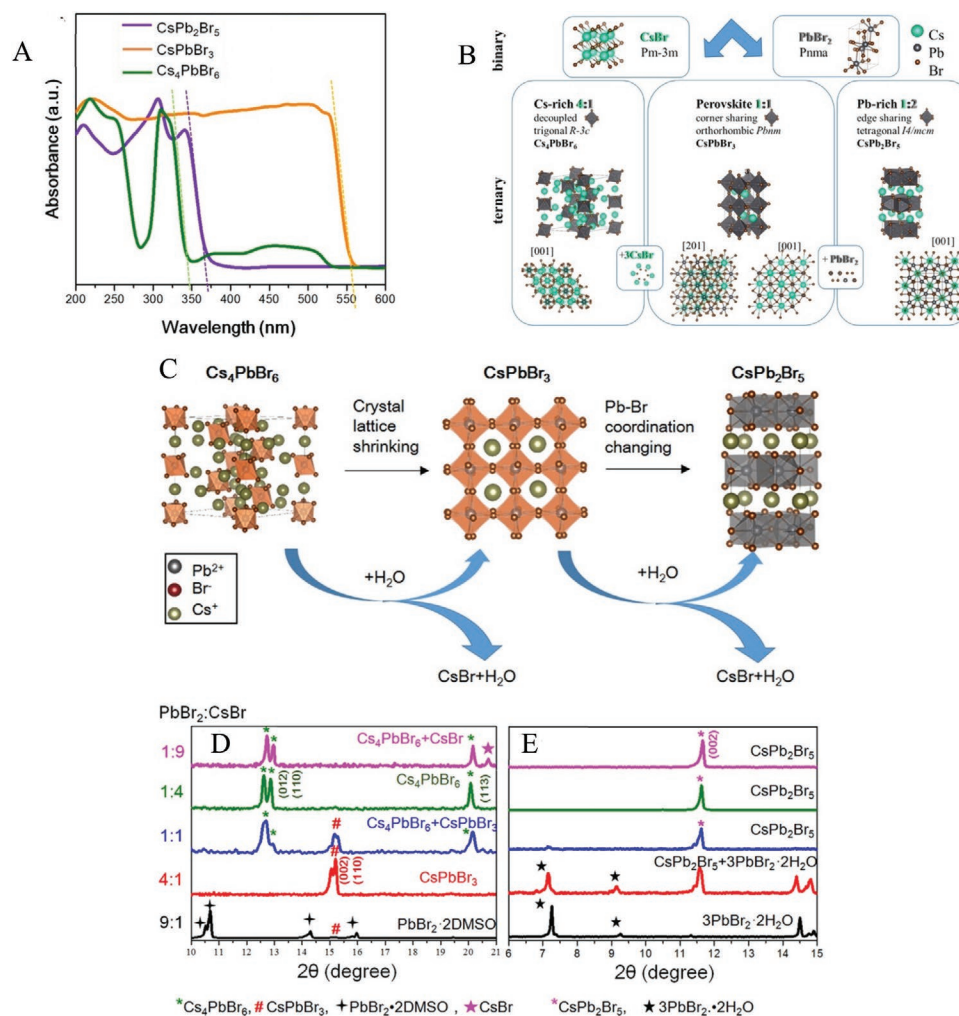 A
CsPb₂Br₅
CsPbBr₃
Cs₄PbBr₆
Absorbance (a.u.)
200 250 300 350 400 450 500 550 600
Wavelength (nm)
B
binary
CsBr
Pm-3m
PbBr₂
Pnma
Cs
Pb
Br
ternary
Cs-rich 4:1
decoupled
trigonal R-3c
Cs₄PbBr₆
[001]
+3CsBr
Perovskite 1:1
corner sharing
orthorhombic Pbnm
CsPbBr₃
[201]
[001]
+ PbBr₂
Pb-rich 1:2
edge sharing
tetragonal I4/mcm
CsPb₂Br₅
[001]
C
Cs₄PbBr₆
Crystal
lattice
shrinking
CsPbBr₃
Pb-Br
coordination
changing
CsPb₂Br₅
Pb²⁺
Br⁻
Cs⁺
+H₂O
+H₂O
CsBr+H₂O
CsBr+H₂O
PbBr₂:CsBr
D
1:9
* * Cs₄PbBr₆+CsBr * ★
1:4
* * (012) (110) Cs₄PbBr₆ * (113)
1:1
* * # Cs₄PbBr₆+CsPbBr₃ * *
4:1
# (002) (110) CsPbBr₃
9:1
# PbBr₂·2DMSO
10 11 12 13 14 15 16 17 18 19 20 21
2θ (degree)
E
* (002) CsPb₂Br₅
* CsPb₂Br₅
* CsPb₂Br₅
★ ★ CsPb₂Br₅+3PbBr₂·2H₂O
★ ★ 3PbBr₂·2H₂O
6 7 8 9 10 11 12 13 14 15
2θ (degree)
*Cs₄PbBr₆, # CsPbBr₃, ✦ PbBr₂•2DMSO , ★ CsBr *CsPb₂Br₅, ★ 3PbBr₂.•2H₂O